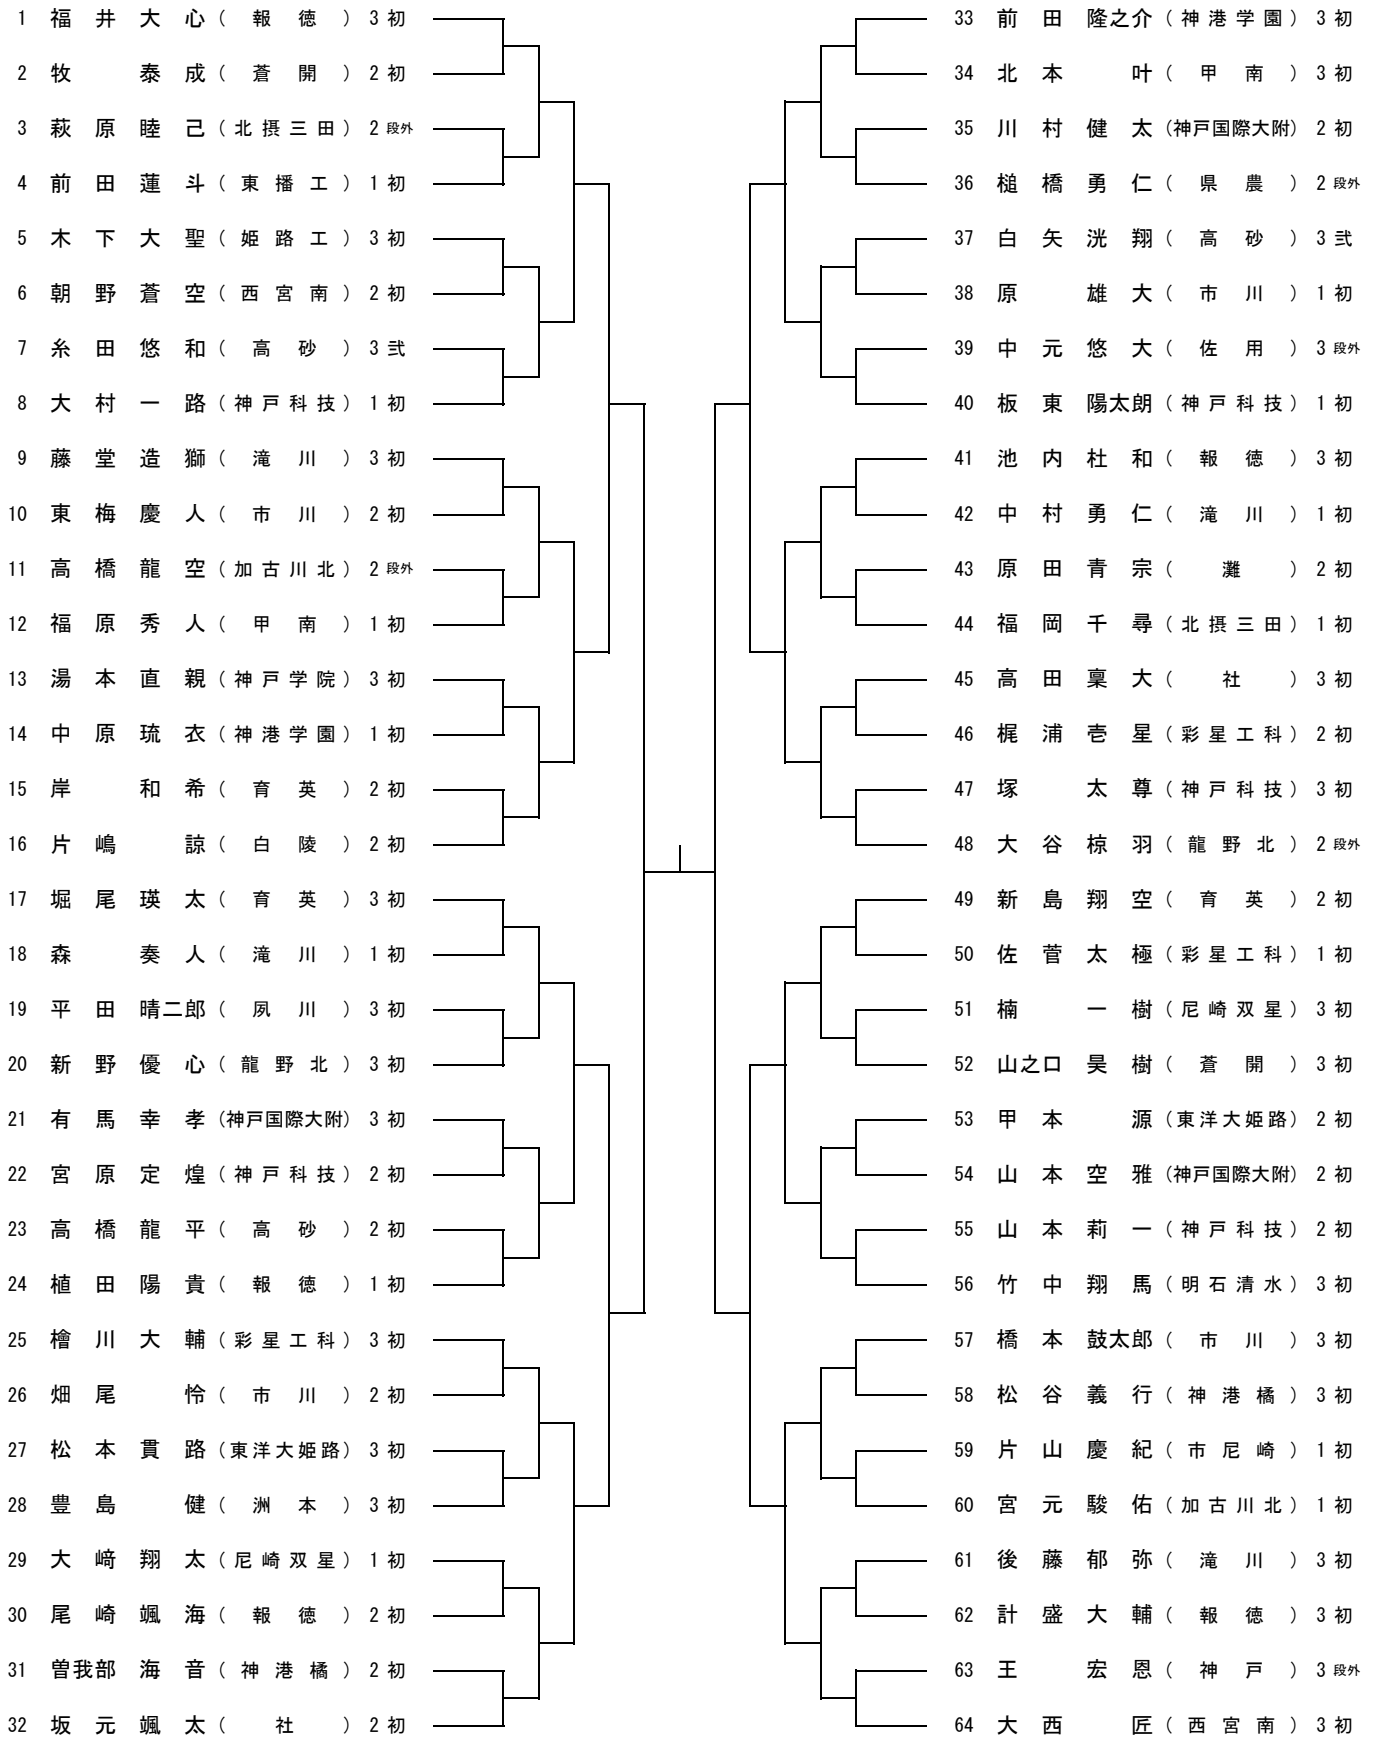 1 福井大心(報徳) 3 初
2 牧 泰成(蒼開) 2 初
3 萩原睦己(北摂三田) 2 段外
4 前田蓮斗(東播工) 1 初
5 木下大聖(姫路工) 3 初
6 朝野蒼空(西宮南) 2 初
7 糸田悠和(高砂) 3 弐
8 大村一路(神戸科技) 1 初
9 藤堂造獅(滝川) 3 初
10 東梅慶人(市川) 2 初
11 高橋龍空(加古川北) 2 段外
12 福原秀人(甲南) 1 初
13 湯本直親(神戸学院) 3 初
14 中原琉衣(神港学園) 1 初
15 岸 和希(育英) 2 初
16 片嶋 諒(白陵) 2 初
17 堀尾瑛太(育英) 3 初
18 森 奏人(滝川) 1 初
19 平田晴二郎(夙川) 3 初
20 新野優心(龍野北) 3 初
21 有馬幸孝(神戸国際大附) 3 初
22 宮原定煌(神戸科技) 2 初
23 高橋龍平(高砂) 2 初
24 植田陽貴(報徳) 1 初
25 檜川大輔(彩星工科) 3 初
26 畑尾 怜(市川) 2 初
27 松本貫路(東洋大姫路) 3 初
28 豊島 健(洲本) 3 初
29 大﨑翔太(尼崎双星) 1 初
30 尾崎颯海(報徳) 2 初
31 曽我部海音(神港橘) 2 初
32 坂元颯太(社) 2 初
33 前田隆之介(神港学園) 3 初
34 北本 叶(甲南) 3 初
35 川村健太(神戸国際大附) 2 初
36 槌橋勇仁(県農) 2 段外
37 白矢洸翔(高砂) 3 弐
38 原 雄大(市川) 1 初
39 中元悠大(佐用) 3 段外
40 板東陽太朗(神戸科技) 1 初
41 池内杜和(報徳) 3 初
42 中村勇仁(滝川) 1 初
43 原田青宗(灘) 2 初
44 福岡千尋(北摂三田) 1 初
45 高田稟大(社) 3 初
46 梶浦壱星(彩星工科) 2 初
47 塚 太尊(神戸科技) 3 初
48 大谷椋羽(龍野北) 2 段外
49 新島翔空(育英) 2 初
50 佐菅太極(彩星工科) 1 初
51 楠 一樹(尼崎双星) 3 初
52 山之口昊樹(蒼開) 3 初
53 甲本 源(東洋大姫路) 2 初
54 山本空雅(神戸国際大附) 2 初
55 山本莉一(神戸科技) 2 初
56 竹中翔馬(明石清水) 3 初
57 橋本鼓太郎(市川) 3 初
58 松谷義行(神港橘) 3 初
59 片山慶紀(市尼崎) 1 初
60 宮元駿佑(加古川北) 1 初
61 後藤郁弥(滝川) 3 初
62 計盛大輔(報徳) 3 初
63 王 宏恩(神戸) 3 段外
64 大西 匠(西宮南) 3 初